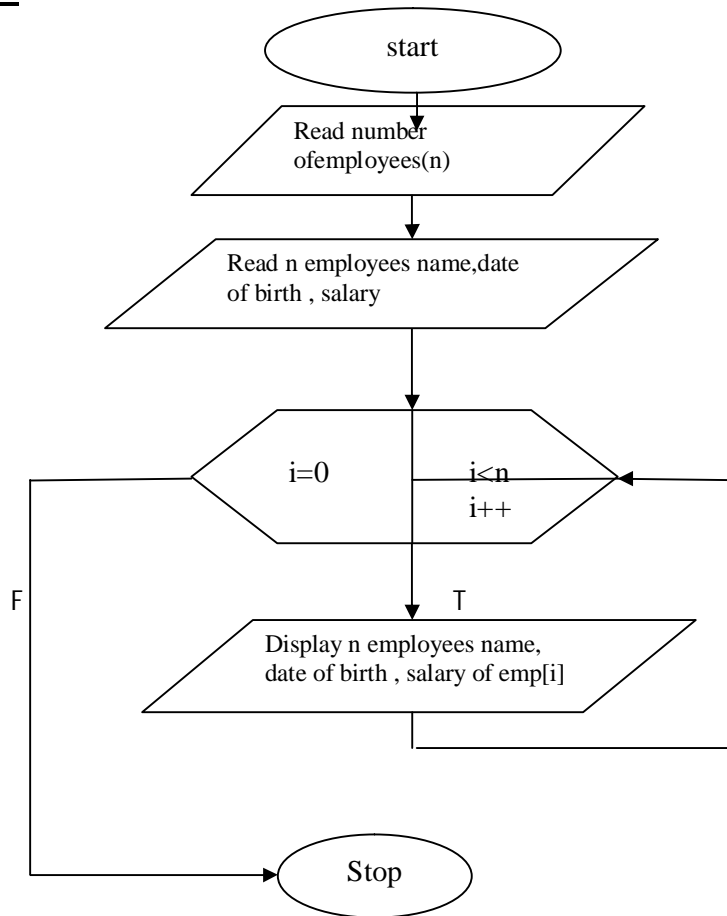 start
Read number
ofemployees(n)
Read n employees name,date
of birth , salary
i=0
i<n
i++
F
T
Display n employees name,
date of birth , salary of emp[i]
Stop